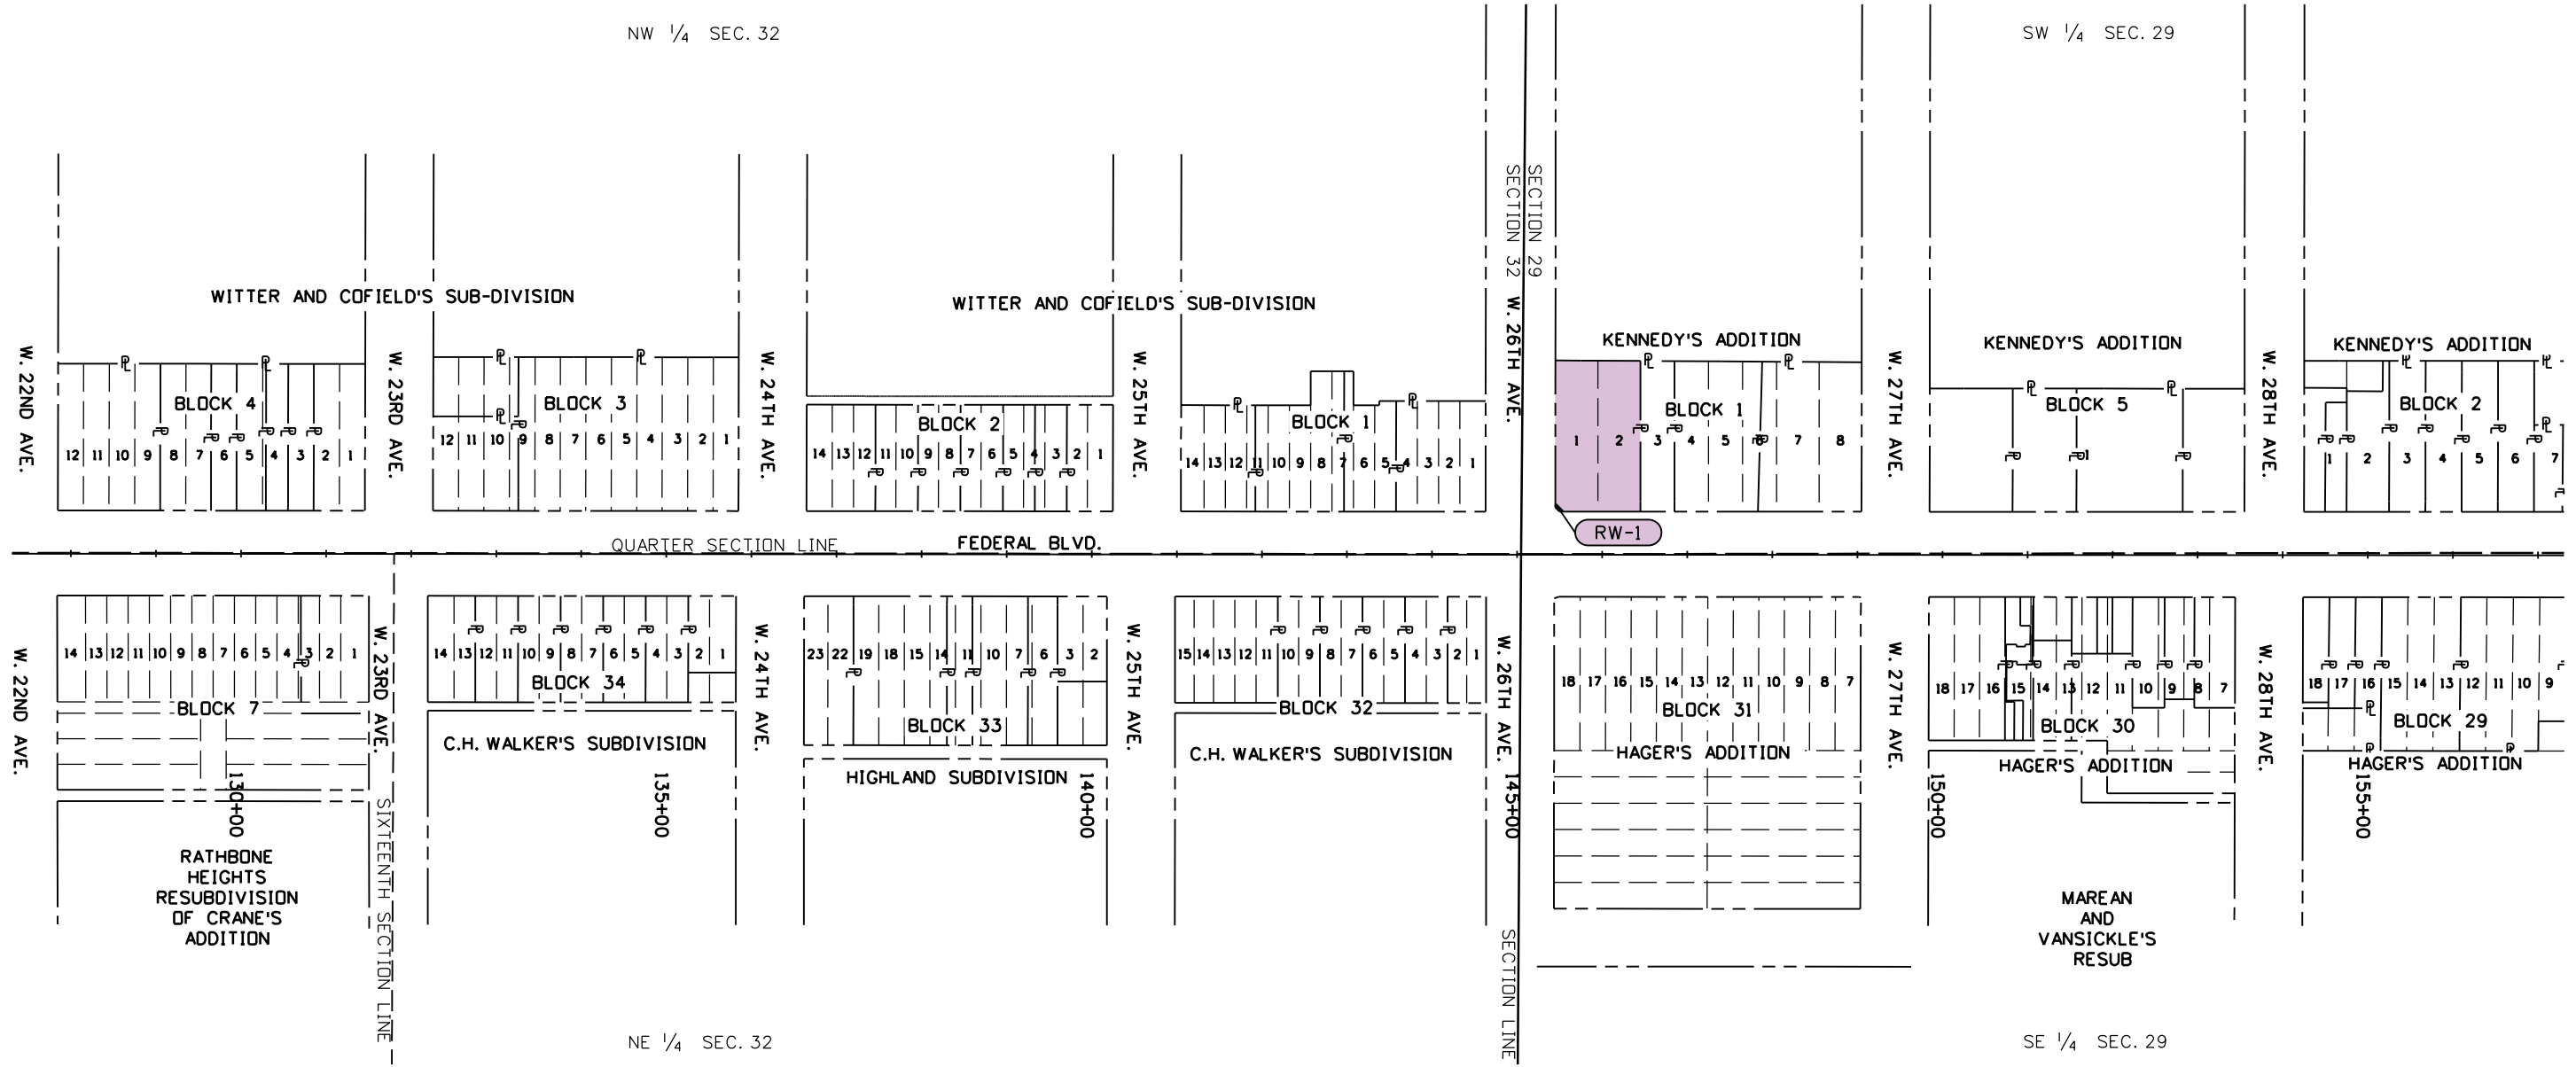 NW 1/4 SEC. 32
SW 1/4 SEC. 29
SECTION 32
SECTION 29
WITTER AND COFIELD'S SUB-DIVISION
WITTER AND COFIELD'S SUB-DIVISION
KENNEDY'S ADDITION
KENNEDY'S ADDITION
KENNEDY'S ADDITION
W. 22ND AVE.
W. 23RD AVE.
W. 24TH AVE.
W. 25TH AVE.
W. 26TH AVE.
W. 27TH AVE.
W. 28TH AVE.
BLOCK 4
12 11 10 9 8 7 6 5 4 3 2 1
BLOCK 3
12 11 10 9 8 7 6 5 4 3 2 1
BLOCK 2
14 13 12 11 10 9 8 7 6 5 4 3 2 1
BLOCK 1
14 13 12 11 10 9 8 7 6 5 4 3 2 1
BLOCK 1
1 2 3 4 5 6 7 8
BLOCK 5
1
BLOCK 2
1 2 3 4 5 6 7
RW-1
QUARTER SECTION LINE
FEDERAL BLVD.
14 13 12 11 10 9 8 7 6 5 4 3 2 1
BLOCK 7
14 13 12 11 10 9 8 7 6 5 4 3 2 1
BLOCK 34
23 22 19 18 15 14 11 10 7 6 3 2
BLOCK 33
15 14 13 12 11 10 9 8 7 6 5 4 3 2 1
BLOCK 32
18 17 16 15 14 13 12 11 10 9 8 7
BLOCK 31
18 17 16 15 14 13 12 11 10 9 8 7
BLOCK 30
18 17 16 15 14 13 12 11 10 9
BLOCK 29
W. 22ND AVE.
W. 23RD AVE.
W. 24TH AVE.
W. 25TH AVE.
W. 26TH AVE.
W. 27TH AVE.
W. 28TH AVE.
C.H. WALKER'S SUBDIVISION
HIGHLAND SUBDIVISION
C.H. WALKER'S SUBDIVISION
HAGER'S ADDITION
HAGER'S ADDITION
HAGER'S ADDITION
130+00
135+00
140+00
145+00
150+00
155+00
RATHBONE
HEIGHTS
RESUBDIVISION
OF CRANE'S
ADDITION
SIXTEENTH SECTION LINE
SECTION LINE
MAREAN
AND
VANSICKLE'S
RESUB
NE 1/4 SEC. 32
SE 1/4 SEC. 29